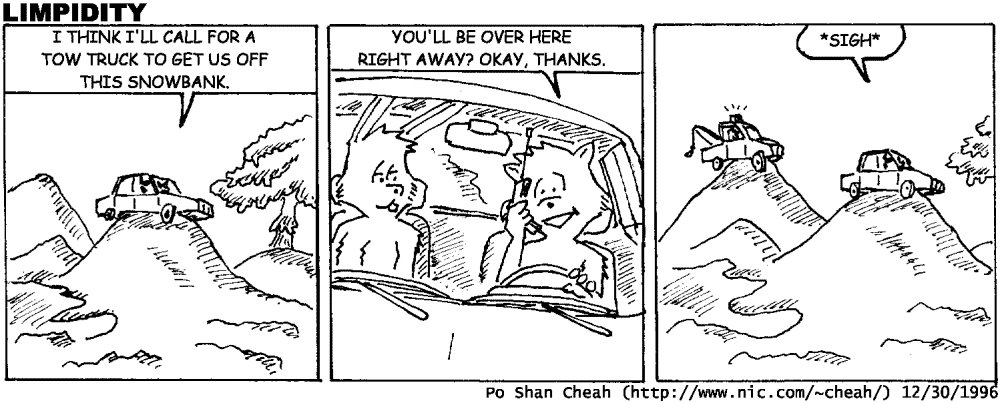 LIMPIDITY
I THINK I'LL CALL FOR A
TOW TRUCK TO GET US OFF
THIS SNOWBANK.
YOU'LL BE OVER HERE
RIGHT AWAY? OKAY, THANKS.
*SIGH*
Po Shan Cheah (http://www.nic.com/~cheah/) 12/30/1996